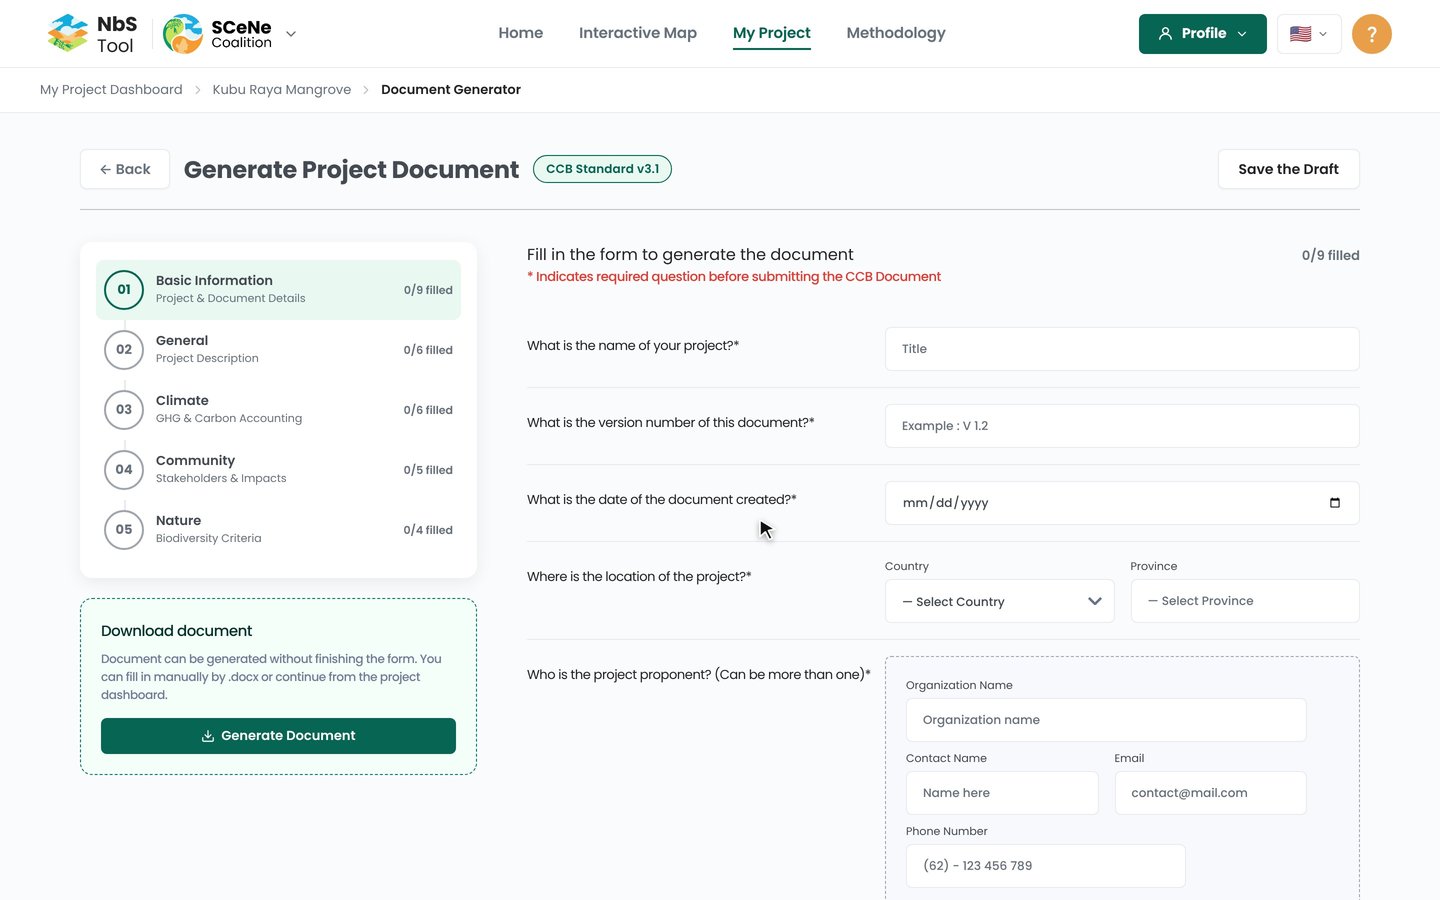 NbS
Tool
SCeNe
Coalition
Home
Interactive Map
My Project
Methodology
Profile
?
My Project Dashboard
Kubu Raya Mangrove
Document Generator
Back
Generate Project Document
CCB Standard v3.1
Save the Draft
01
Basic Information
Project & Document Details
0/9 filled
02
General
Project Description
0/6 filled
03
Climate
GHG & Carbon Accounting
0/6 filled
04
Community
Stakeholders & Impacts
0/5 filled
05
Nature
Biodiversity Criteria
0/4 filled
Download document
Document can be generated without finishing the form. You
can fill in manually by .docx or continue from the project
dashboard.
Generate Document
Fill in the form to generate the document
0/9 filled
* Indicates required question before submitting the CCB Document
What is the name of your project?*
Title
What is the version number of this document?*
Example : V 1.2
What is the date of the document created?*
mm/dd/yyyy
Where is the location of the project?*
Country
— Select Country
Province
— Select Province
Who is the project proponent? (Can be more than one)*
Organization Name
Organization name
Contact Name
Name here
Email
contact@mail.com
Phone Number
(62) - 123 456 789